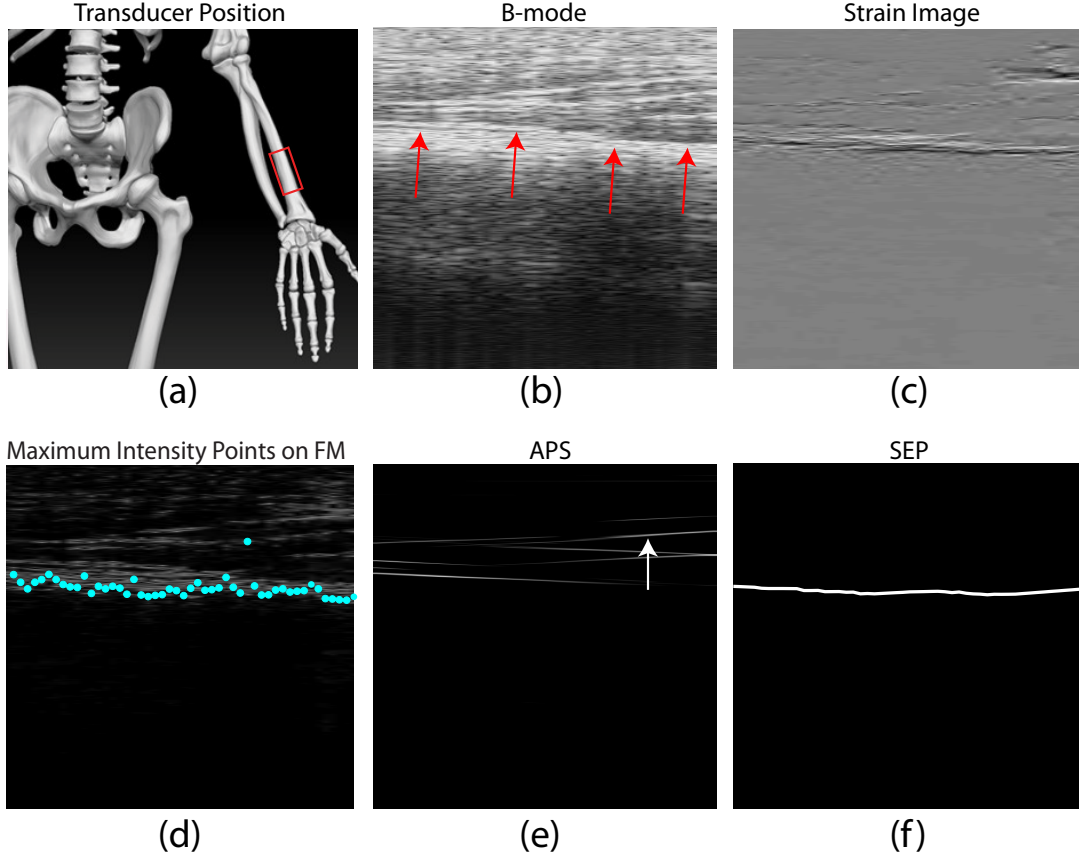 Transducer Position
B-mode
Strain Image
(a)
(b)
(c)
Maximum Intensity Points on FM
APS
SEP
(d)
(e)
(f)